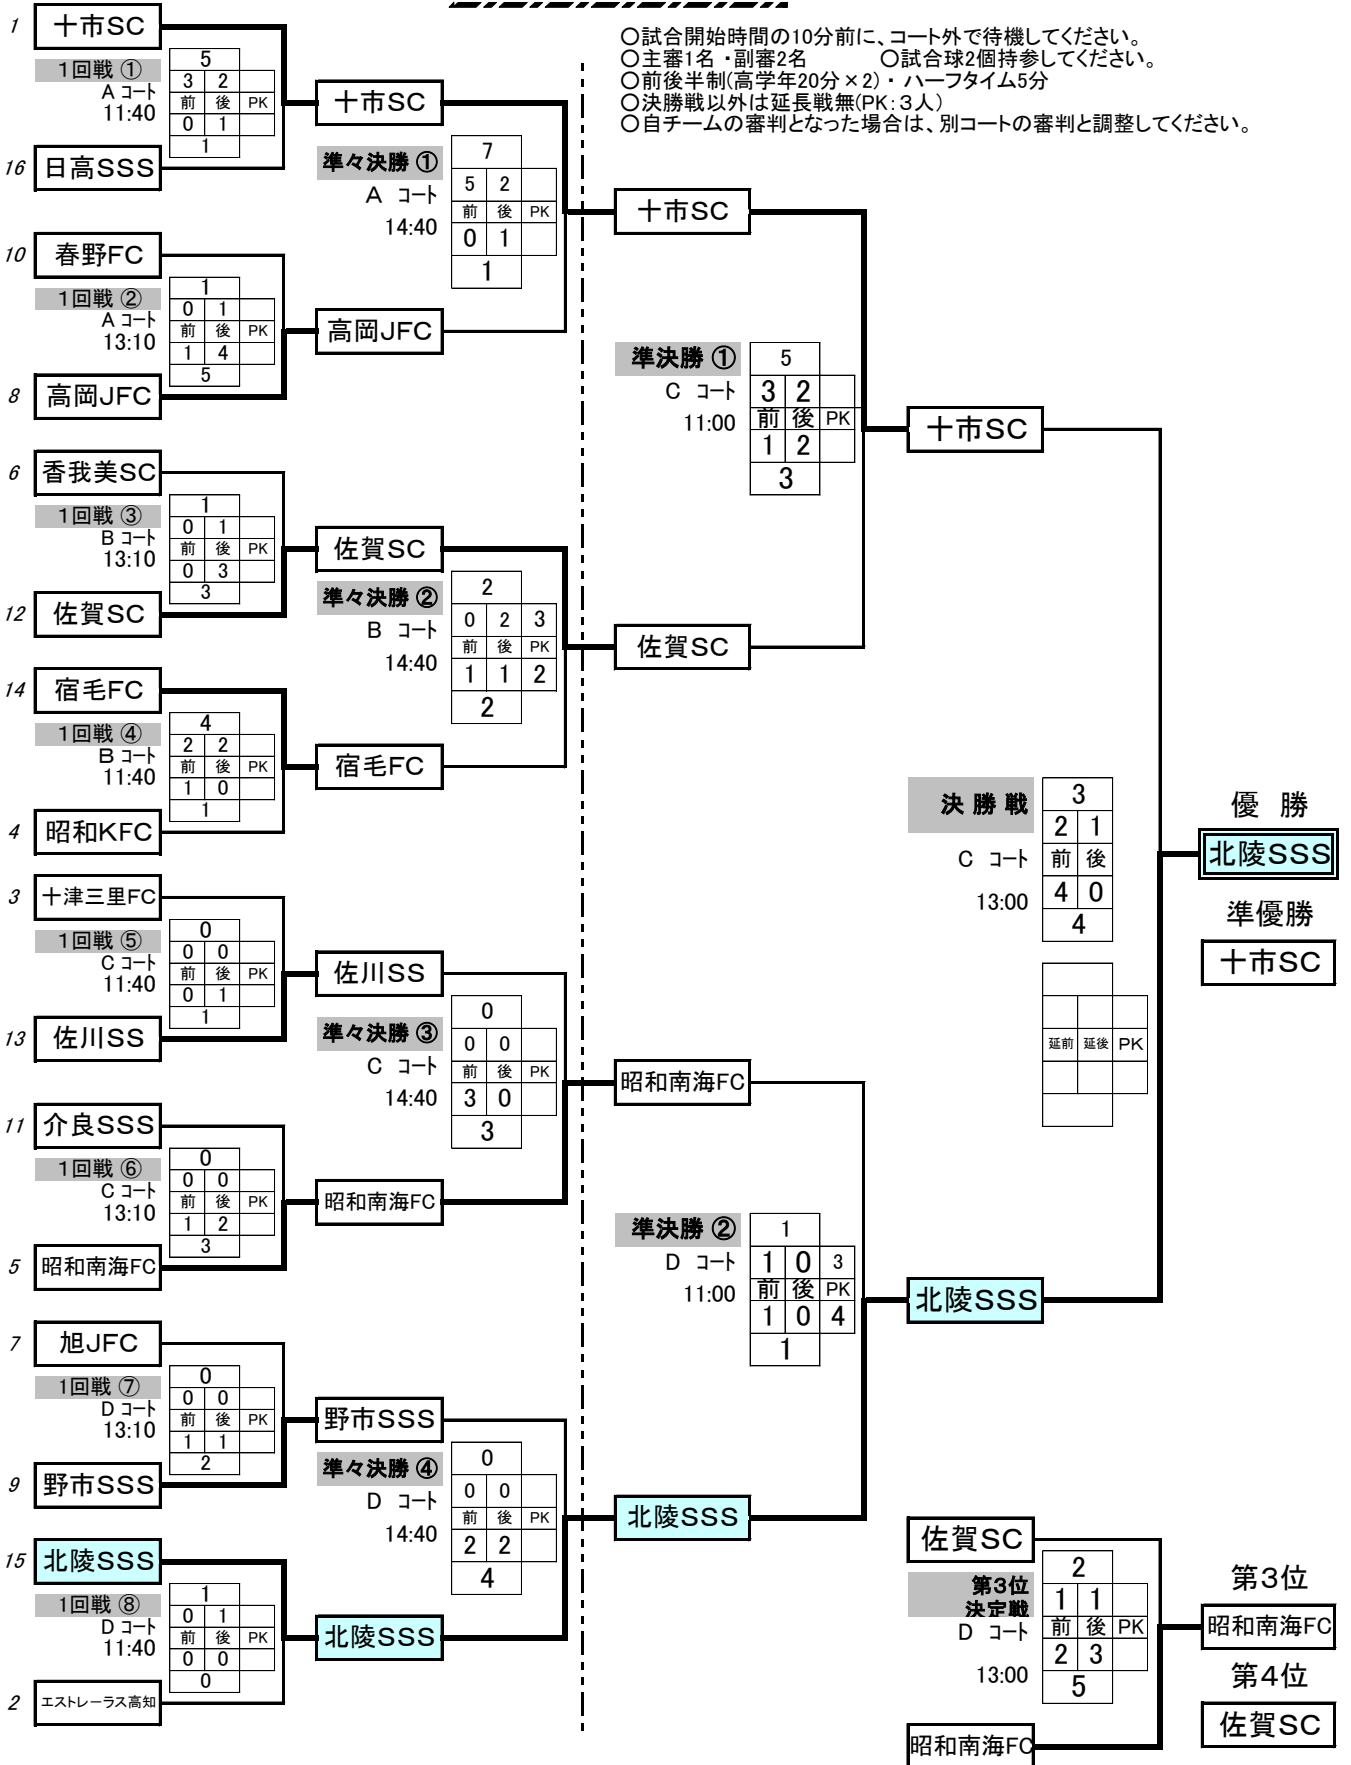 ○試合開始時間の10分前に、コート外で待機してください。
○主審1名・副審2名　○試合球2個持参してください。
○前後半制(高学年20分×2)・ハーフタイム5分
○決勝戦以外は延長戦無(PK:3人)
○自チームの審判となった場合は、別コートの審判と調整してください。
1 十市SC
1回戦 ①
A コート
11:40
5
3 2
前 後 PK
0 1
1
16 日高SSS
10 春野FC
1回戦 ②
A コート
13:10
1
0 1
前 後 PK
1 4
5
8 高岡JFC
6 香我美SC
1回戦 ③
B コート
13:10
1
0 1
前 後 PK
0 3
3
12 佐賀SC
14 宿毛FC
1回戦 ④
B コート
11:40
4
2 2
前 後 PK
1 0
1
4 昭和KFC
3 十津三里FC
1回戦 ⑤
C コート
11:40
0
0 0
前 後 PK
0 1
1
13 佐川SS
11 介良SSS
1回戦 ⑥
C コート
13:10
0
0 0
前 後 PK
1 2
3
5 昭和南海FC
7 旭JFC
1回戦 ⑦
D コート
13:10
0
0 0
前 後 PK
1 1
2
9 野市SSS
15 北陵SSS
1回戦 ⑧
D コート
11:40
1
0 1
前 後 PK
0 0
0
2 エストレーラス高知
十市SC
準々決勝 ①
A コート
14:40
7
5 2
前 後 PK
0 1
1
高岡JFC
佐賀SC
準々決勝 ②
B コート
14:40
2
0 2 3
前 後 PK
1 1 2
2
宿毛FC
佐川SS
準々決勝 ③
C コート
14:40
0
0 0
前 後 PK
3 0
3
昭和南海FC
野市SSS
準々決勝 ④
D コート
14:40
0
0 0
前 後 PK
2 2
4
北陵SSS
十市SC
準決勝 ①
C コート
11:00
5
3 2
前 後 PK
1 2
3
佐賀SC
昭和南海FC
準決勝 ②
D コート
11:00
1
1 0 3
前 後 PK
1 0 4
1
北陵SSS
十市SC
決 勝 戦
C コート
13:00
3
2 1
前 後
4 0
4
延前 延後 PK
北陵SSS
優 勝
北陵SSS
準優勝
十市SC
佐賀SC
第3位
決定戦
D コート
13:00
2
1 1
前 後 PK
2 3
5
昭和南海FC
第3位
昭和南海FC
第4位
佐賀SC